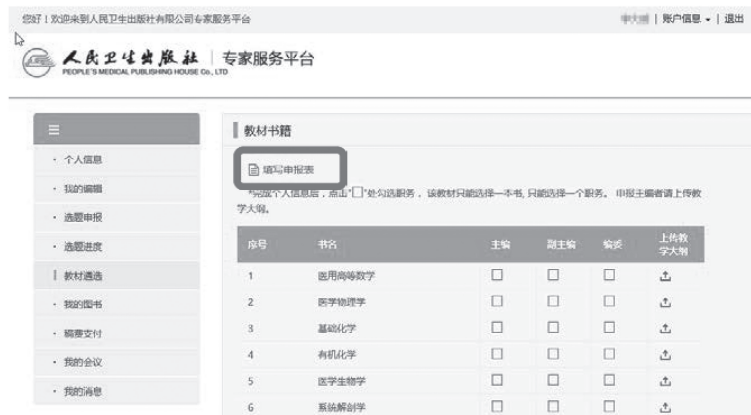 您好！欢迎来到人民卫生出版社有限公司专家服务平台
| 账户信息 | 退出
人民卫生出版社 | 专家服务平台
PEOPLE'S MEDICAL PUBLISHING HOUSE Co., LTD
教材书籍
· 个人信息
· 我的编辑
· 选题申报
· 选题进度
教材遴选
· 我的图书
· 稿费支付
· 我的会议
· 我的消息
填写申报表
*完成个人信息后，点击"□"处勾选职务，该教材只能选择一本书,只能选择一个职务。 申报主编者请上传教
学大纲。
序号 书名 主编 副主编 编委 上传教学大纲
1 医用高等数学
2 医学物理学
3 基础化学
4 有机化学
5 医学生物学
6 系统解剖学